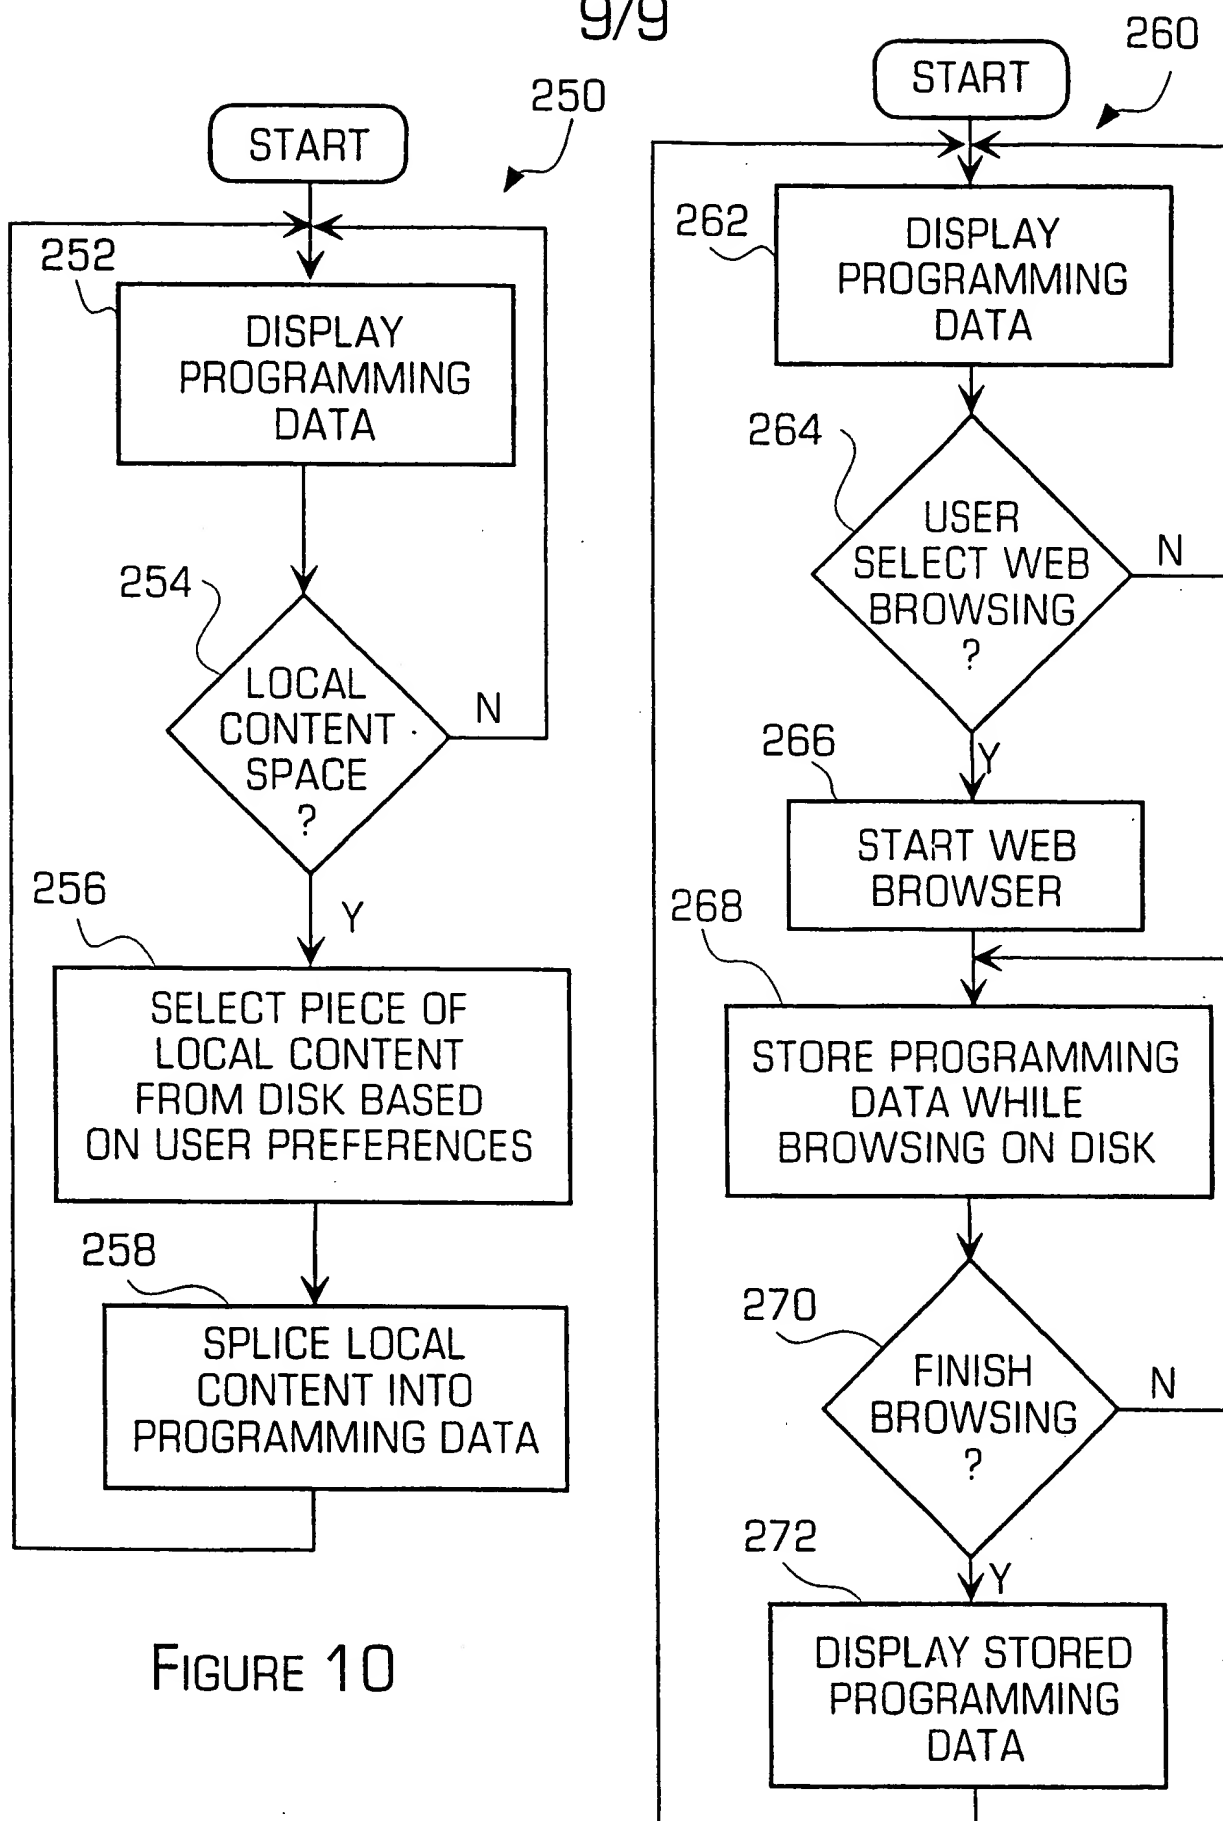 9/9
250
START
252
DISPLAY
PROGRAMMING
DATA
254
LOCAL
CONTENT
SPACE
?
N
Y
256
SELECT PIECE OF
LOCAL CONTENT
FROM DISK BASED
ON USER PREFERENCES
258
SPLICE LOCAL
CONTENT INTO
PROGRAMMING DATA
FIGURE 10
260
START
262
DISPLAY
PROGRAMMING
DATA
264
USER
SELECT WEB
BROWSING
?
N
Y
266
START WEB
BROWSER
268
STORE PROGRAMMING
DATA WHILE
BROWSING ON DISK
270
FINISH
BROWSING
?
N
Y
272
DISPLAY STORED
PROGRAMMING
DATA